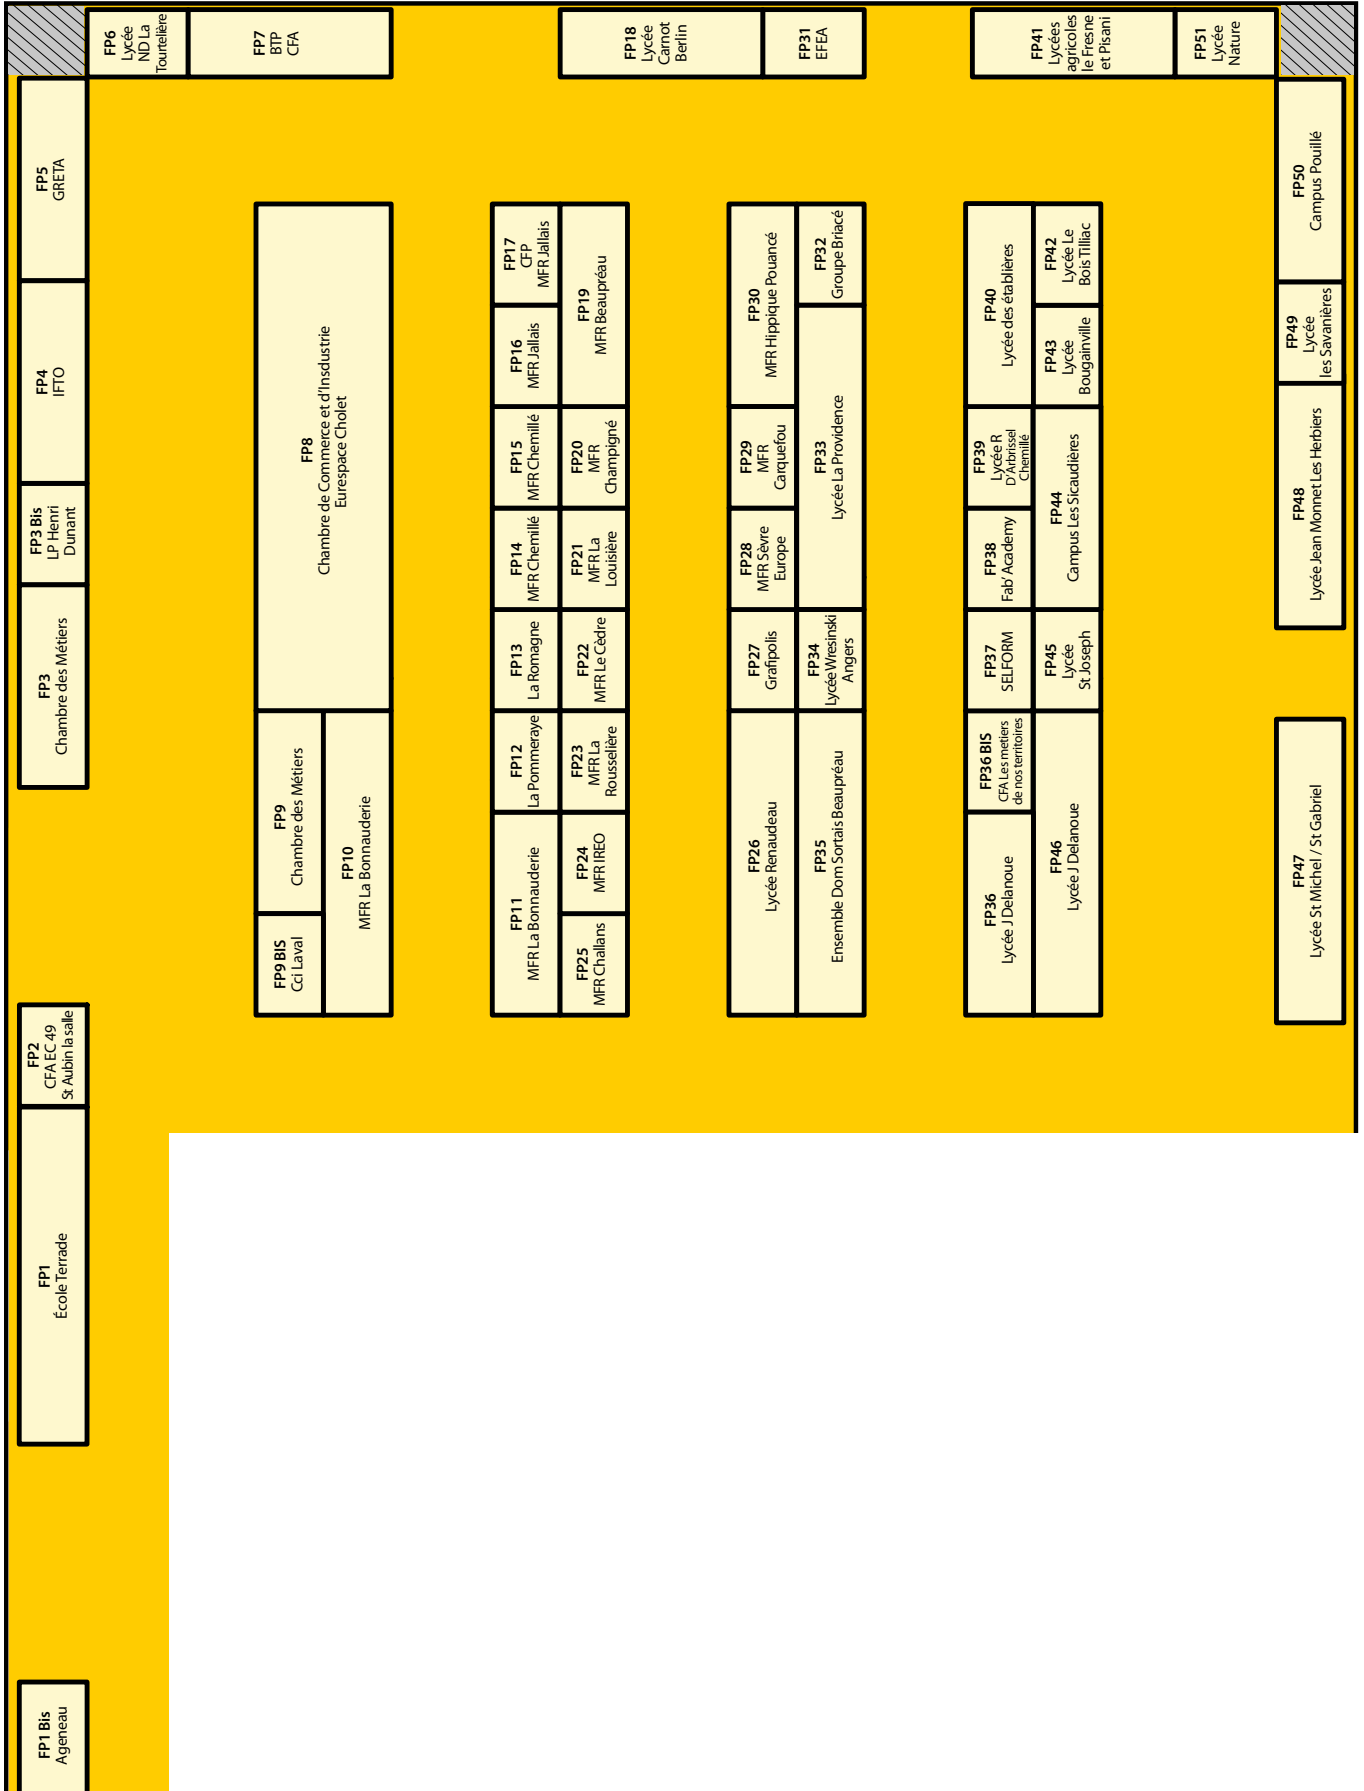 FP6
Lycée
ND La
Tourtelière
FP7
BTP
CFA
FP18
Lycée
Carnot
Berlin
FP31
EFEA
FP41
Lycées
agricoles
le Fresne
et Pisani
FP51
Lycée
Nature
FP5
GRETA
FP4
IFTO
FP3 Bis
LP Henri
Dunant
FP3
Chambre des Métiers
FP2
CFA EC 49
St Aubin la salle
FP1
École Terrade
FP1 Bis
Ageneau
FP8
Chambre de Commerce et d'Insdustrie
Eurespace Cholet
FP9
Chambre des Métiers
FP9 BIS
Cci Laval
FP10
MFR La Bonnauderie
FP17
CFP
MFR Jallais
FP16
MFR Jallais
FP15
MFR Chemillé
FP14
MFR Chemillé
FP13
La Romagne
FP12
La Pommeraye
FP11
MFR La Bonnauderie
FP19
MFR Beaupréau
FP20
MFR
Champigné
FP21
MFR La
Louisière
FP22
MFR Le Cèdre
FP23
MFR La
Rousselière
FP24
MFR IREO
FP25
MFR Challans
FP30
MFR Hippique Pouancé
FP29
MFR
Carquefou
FP28
MFR Sèvre
Europe
FP27
Grafipolis
FP26
Lycée Renaudeau
FP32
Groupe Briacé
FP33
Lycée La Providence
FP34
Lycée Wresinski
Angers
FP35
Ensemble Dom Sortais Beaupréau
FP40
Lycée des établières
FP39
Lycée R
D'Arbrissel
Chemillé
FP38
Fab' Academy
FP37
SELFORM
FP36 BIS
CFA Les metiers
de nos territoires
FP36
Lycée J Delanoue
FP42
Lycée Le
Bois Tilliac
FP43
Lycée
Bougainville
FP44
Campus Les Sicaudières
FP45
Lycée
St Joseph
FP46
Lycée J Delanoue
FP50
Campus Pouillé
FP49
Lycée
les Savanières
FP48
Lycée Jean Monnet Les Herbiers
FP47
Lycée St Michel / St Gabriel